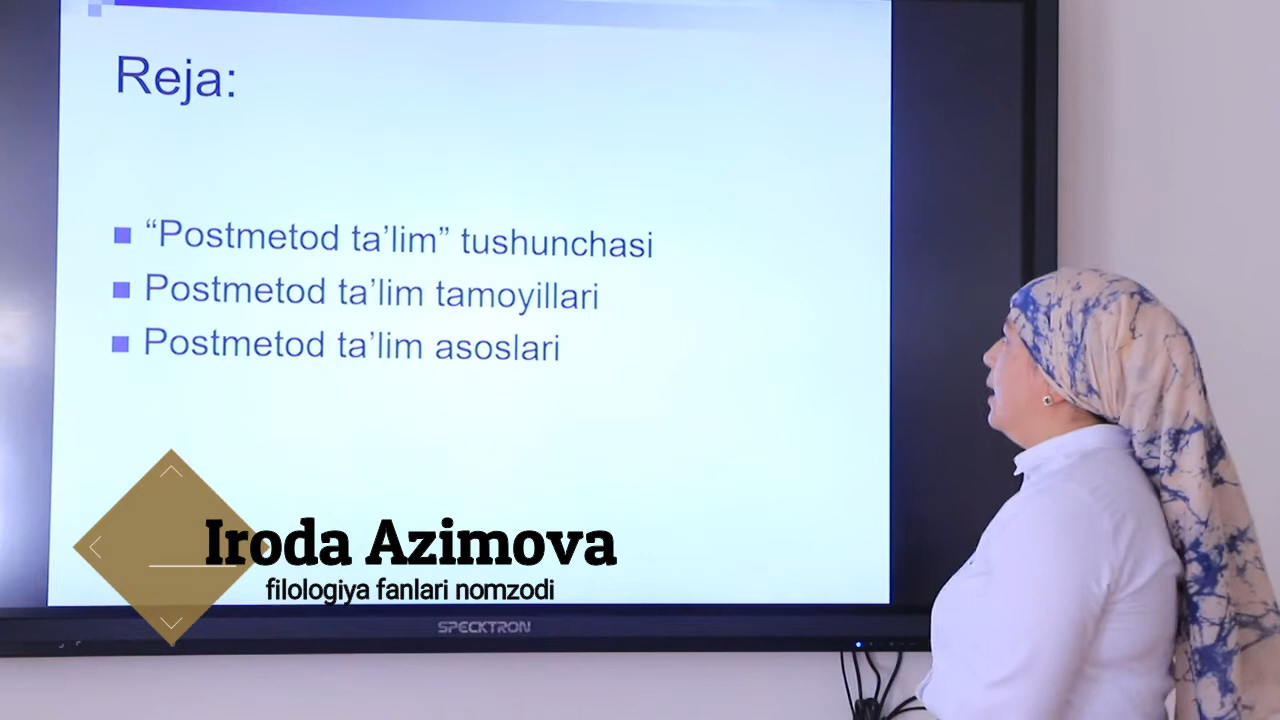 Reja:
“Postmetod ta’lim” tushunchasi
Postmetod ta’lim tamoyillari
Postmetod ta’lim asoslari
Iroda Azimova
filologiya fanlari nomzodi
SPECKTRON